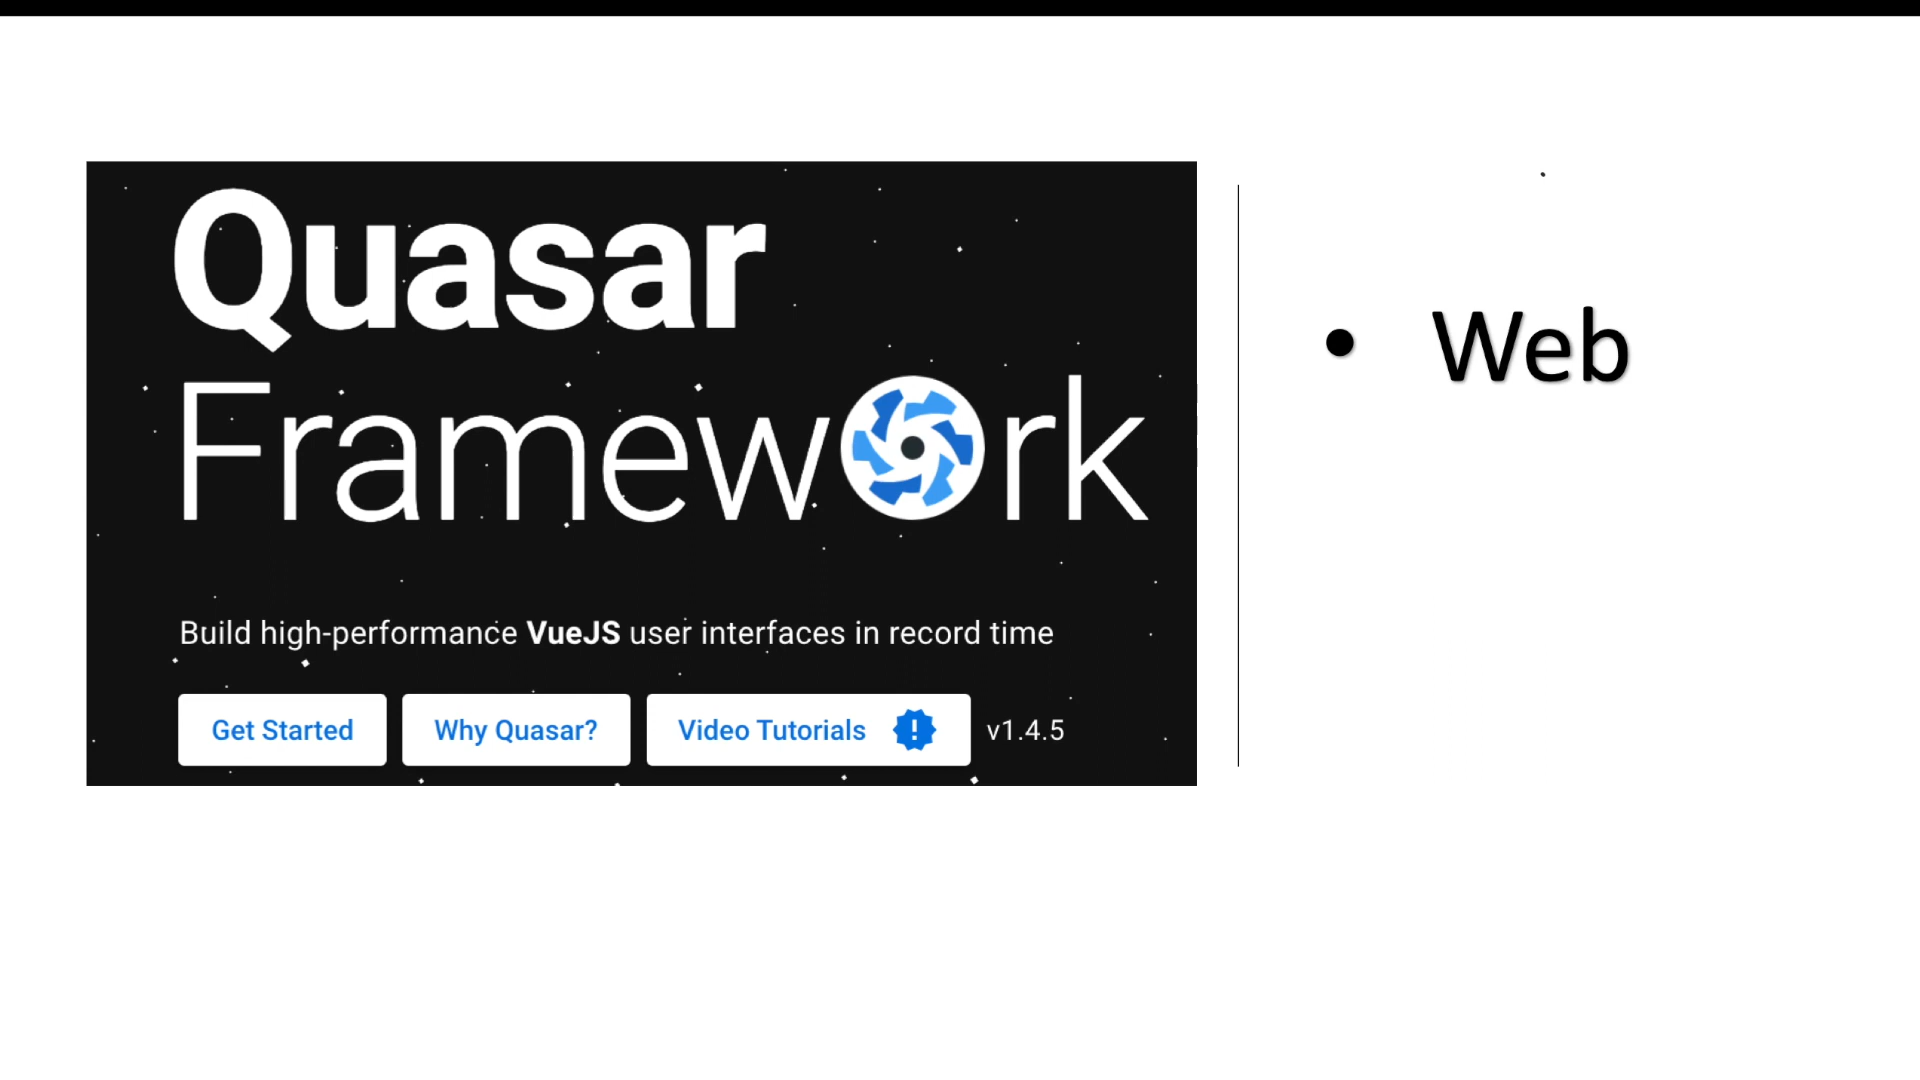 Quasar
Framework
Build high-performance VueJS user interfaces in record time
Get Started
Why Quasar?
Video Tutorials
v1.4.5
• Web